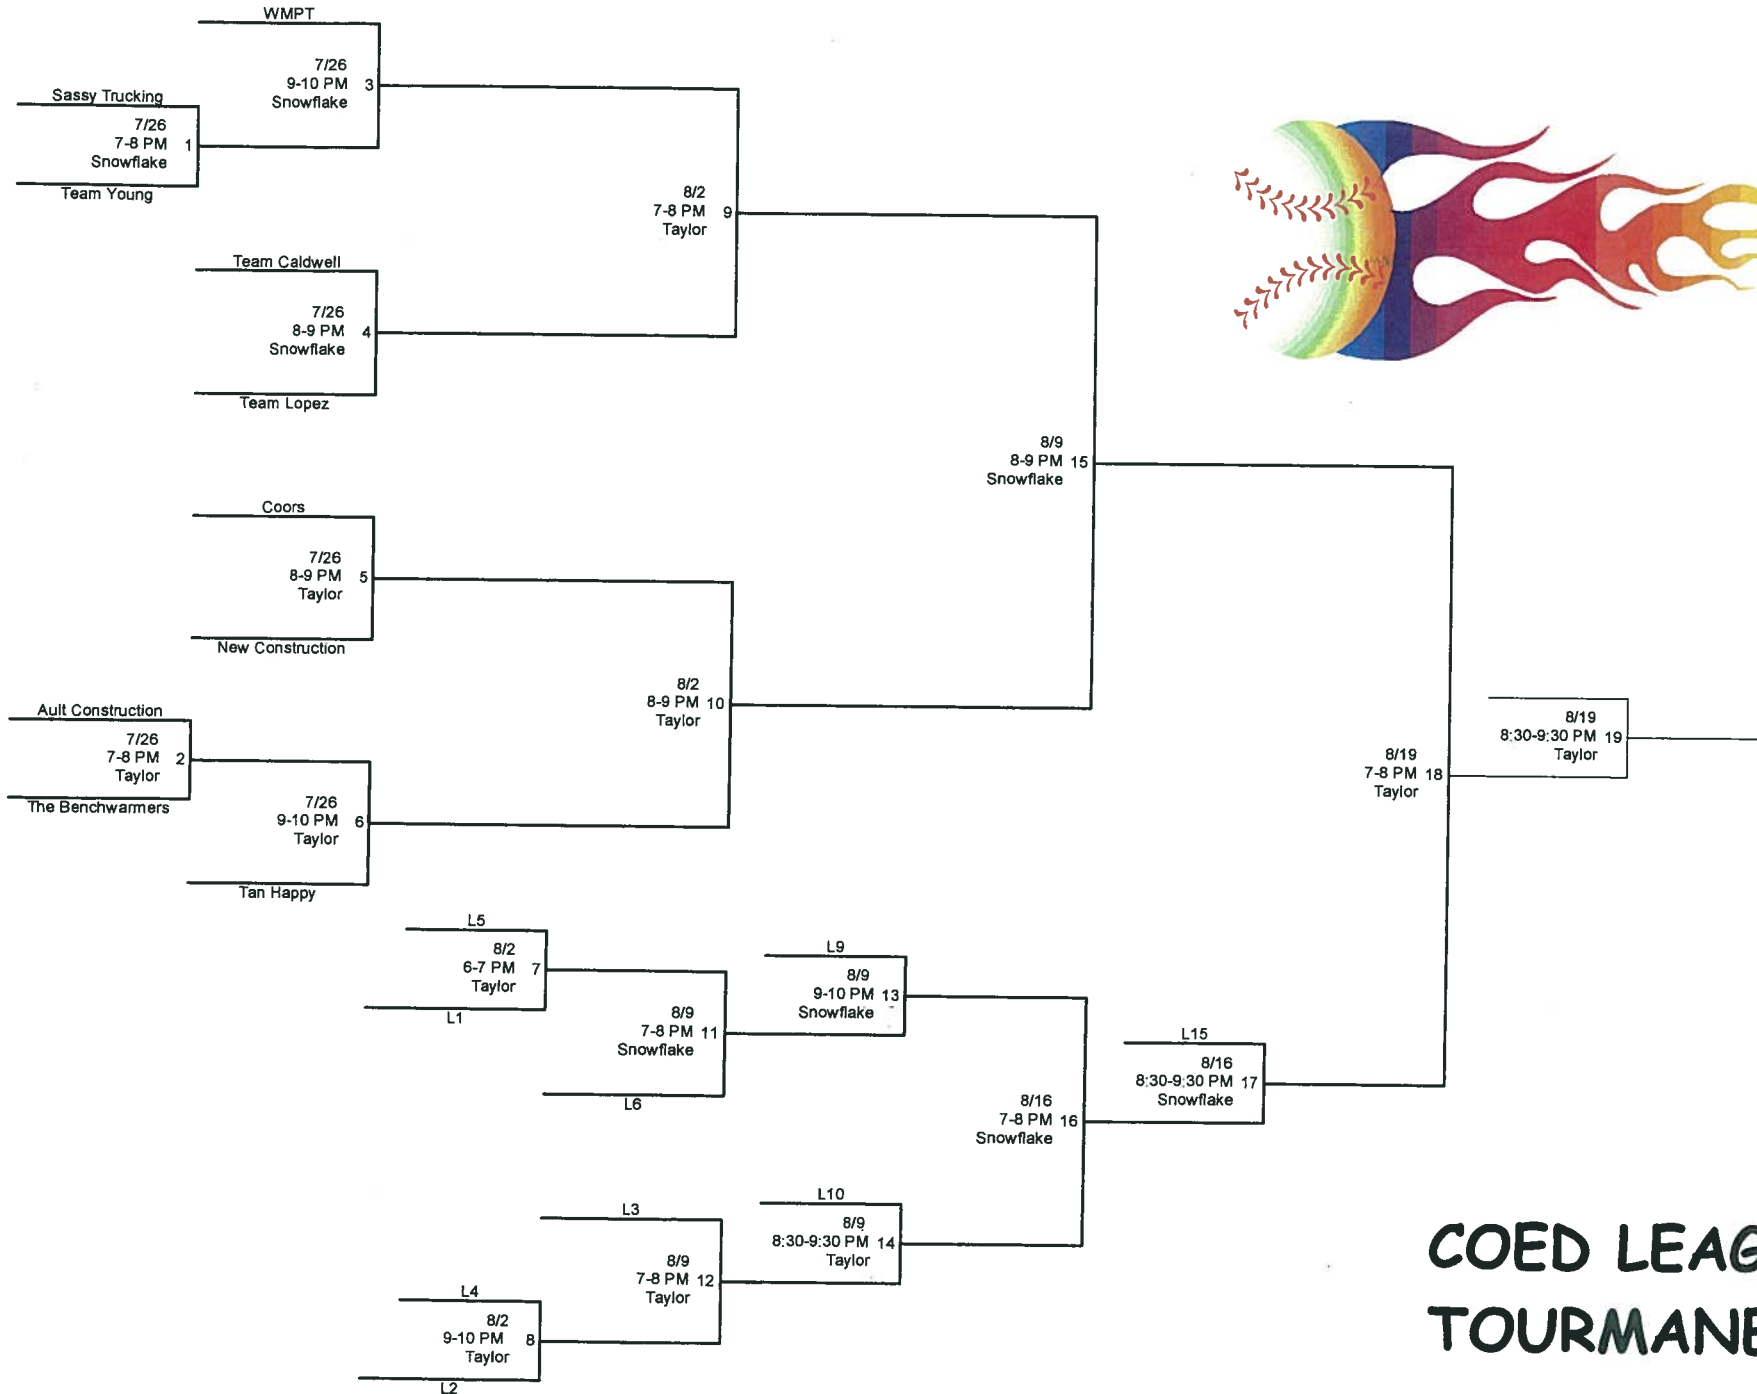 WMPT
7/26
9-10 PM 3
Snowflake
Sassy Trucking
7/26
7-8 PM 1
Snowflake
Team Young
8/2
7-8 PM 9
Taylor
Team Caldwell
7/26
8-9 PM 4
Snowflake
Team Lopez
8/9
8-9 PM 15
Snowflake
Coors
7/26
8-9 PM 5
Taylor
New Construction
8/2
8-9 PM 10
Taylor
Ault Construction
7/26
7-8 PM 2
Taylor
The Benchwarmers
7/26
9-10 PM 6
Taylor
Tan Happy
8/19
7-8 PM 18
Taylor
8/19
8:30-9:30 PM 19
Taylor
L5
8/2
6-7 PM 7
Taylor
L1
8/9
7-8 PM 11
Snowflake
L6
L9
8/9
9-10 PM 13
Snowflake
L15
8/16
8:30-9:30 PM 17
Snowflake
8/16
7-8 PM 16
Snowflake
L10
8/9
8:30-9:30 PM 14
Taylor
L3
8/9
7-8 PM 12
Taylor
L4
8/2
9-10 PM 8
Taylor
L2
COED LEAG
TOURMANE